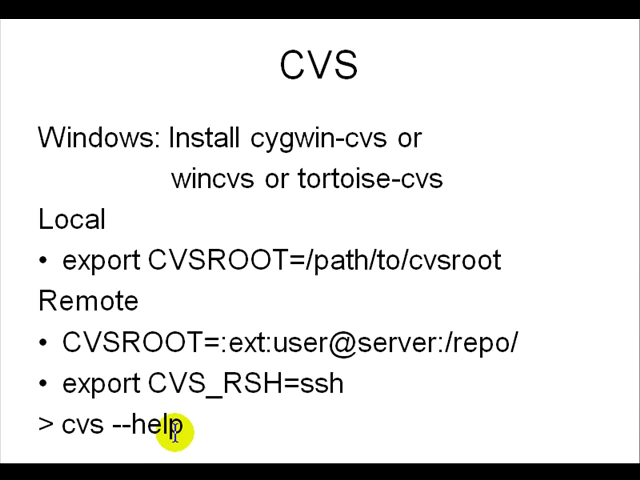 CVS
Windows: Install cygwin-cvs or
wincvs or tortoise-cvs
Local
• export CVSROOT=/path/to/cvsroot
Remote
• CVSROOT=:ext:user@server:/repo/
• export CVS_RSH=ssh
> cvs --help